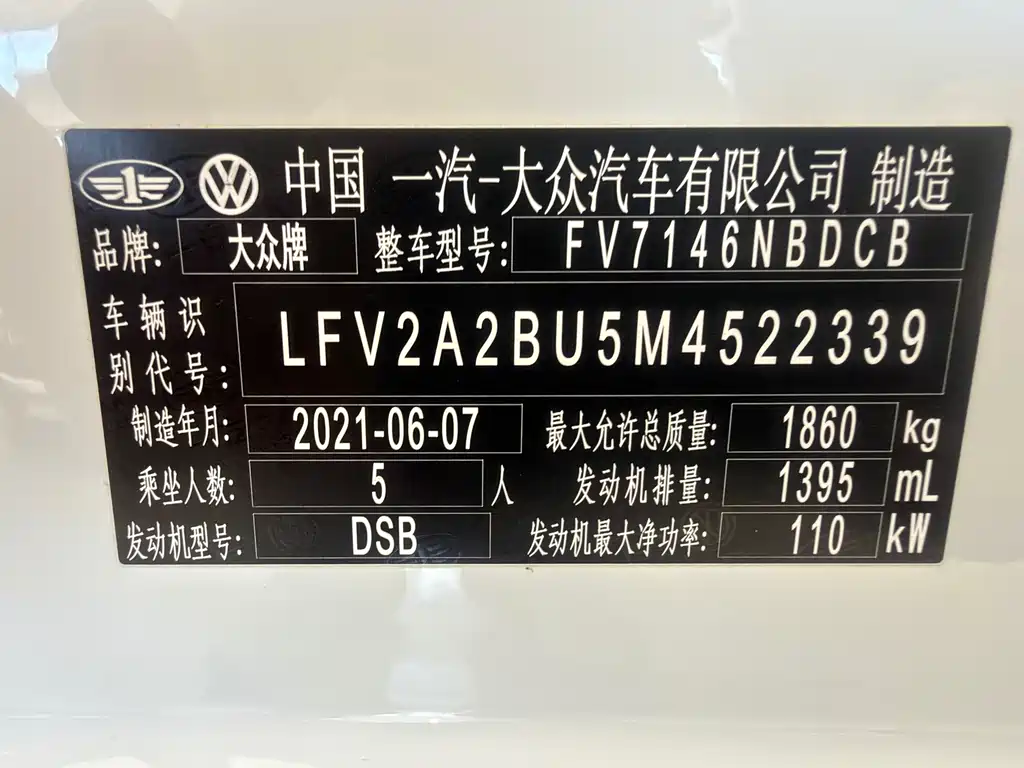 中国 一汽-大众汽车有限公司 制造
品牌: 大众牌 整车型号: FV7146NBDCB
车辆识别代号: LFV2A2BU5M4522339
制造年月: 2021-06-07 最大允许总质量: 1860 kg
乘坐人数: 5 人 发动机排量: 1395 mL
发动机型号: DSB 发动机最大净功率: 110 kW